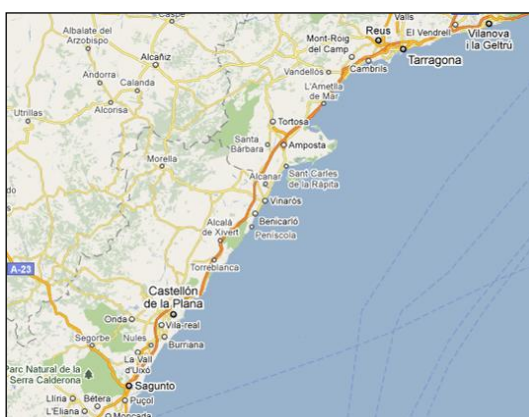 Caspe
Valls
Albalate del
Arzobispo
Reus
El Vendrell
Vilanova
i la Geltrú
Mont-Roig
del Camp
Alcañiz
Tarragona
Cambrils
Vandellós
Andorra
Calanda
L'Ametlla
de Mar
Alcorisa
Utrillas
Tortosa
Santa
Bárbara
Amposta
Morella
Sant Carles
de la Ràpita
Alcanar
Vinaròs
Benicarló
Peníscola
Alcalà
de Xivert
A-23
Torreblanca
Castellón
de la Plana
Onda
Vila-real
Segorbe
Nules
Burriana
La Vall
d'Uixó
Parc Natural de la
Serra Calderona
Sagunto
Llíria
Bétera
Puçol
L'Eliana
Moncada